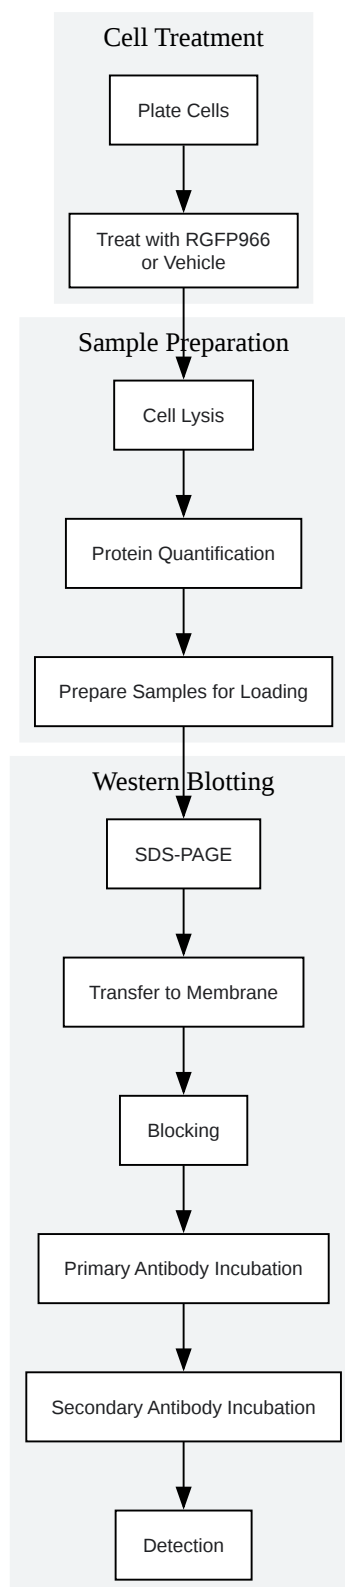 Cell Treatment
Plate Cells
Treat with RGFP966
or Vehicle
Sample Preparation
Cell Lysis
Protein Quantification
Prepare Samples for Loading
Western Blotting
SDS-PAGE
Transfer to Membrane
Blocking
Primary Antibody Incubation
Secondary Antibody Incubation
Detection